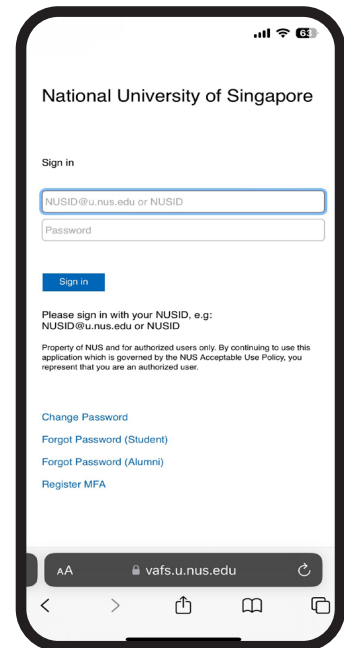 63
National University of Singapore
Sign in
NUSID@u.nus.edu or NUSID
Password
Sign in
Please sign in with your NUSID, e.g:
NUSID@u.nus.edu or NUSID
Property of NUS and for authorized users only. By continuing to use this
application which is governed by the NUS Acceptable Use Policy, you
represent that you are an authorized user.
Change Password
Forgot Password (Student)
Forgot Password (Alumni)
Register MFA
AA vafs.u.nus.edu